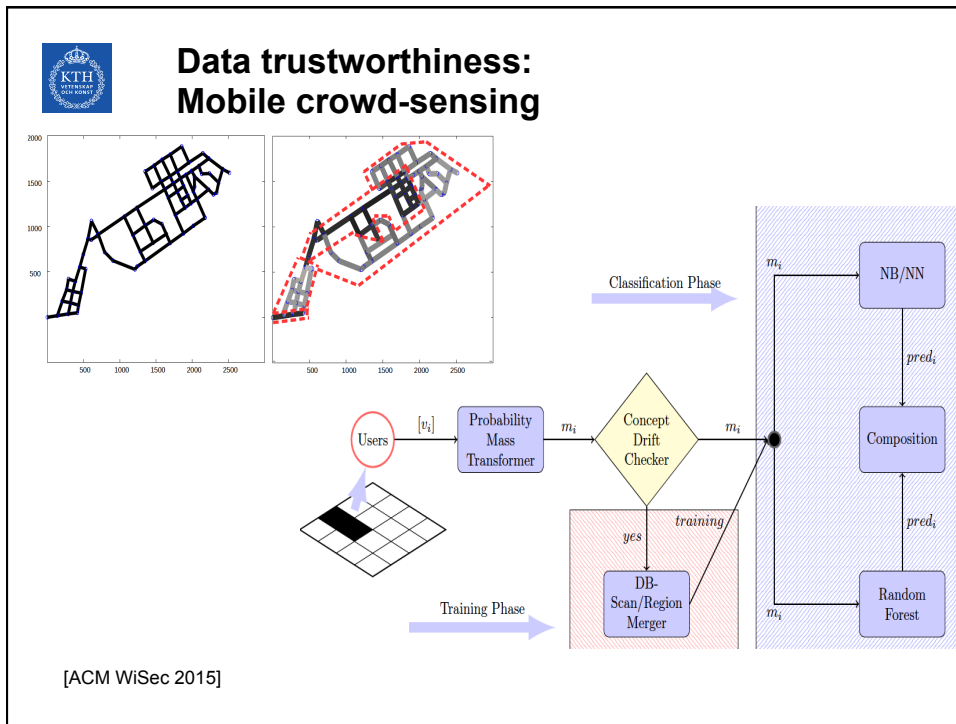 Data trustworthiness:
Mobile crowd-sensing
KTH
VETENSKAP
OCH KONST
2000
1500
1000
500
500 1000 1500 2000 2500
500 1000 1500 2000 2500
Classification Phase
m_i
NB/NN
pred_i
Users
[v_i]
Probability
Mass
Transformer
m_i
Concept
Drift
Checker
m_i
Composition
yes
training
pred_i
DB-
Scan/Region
Merger
Training Phase
m_i
Random
Forest
[ACM WiSec 2015]